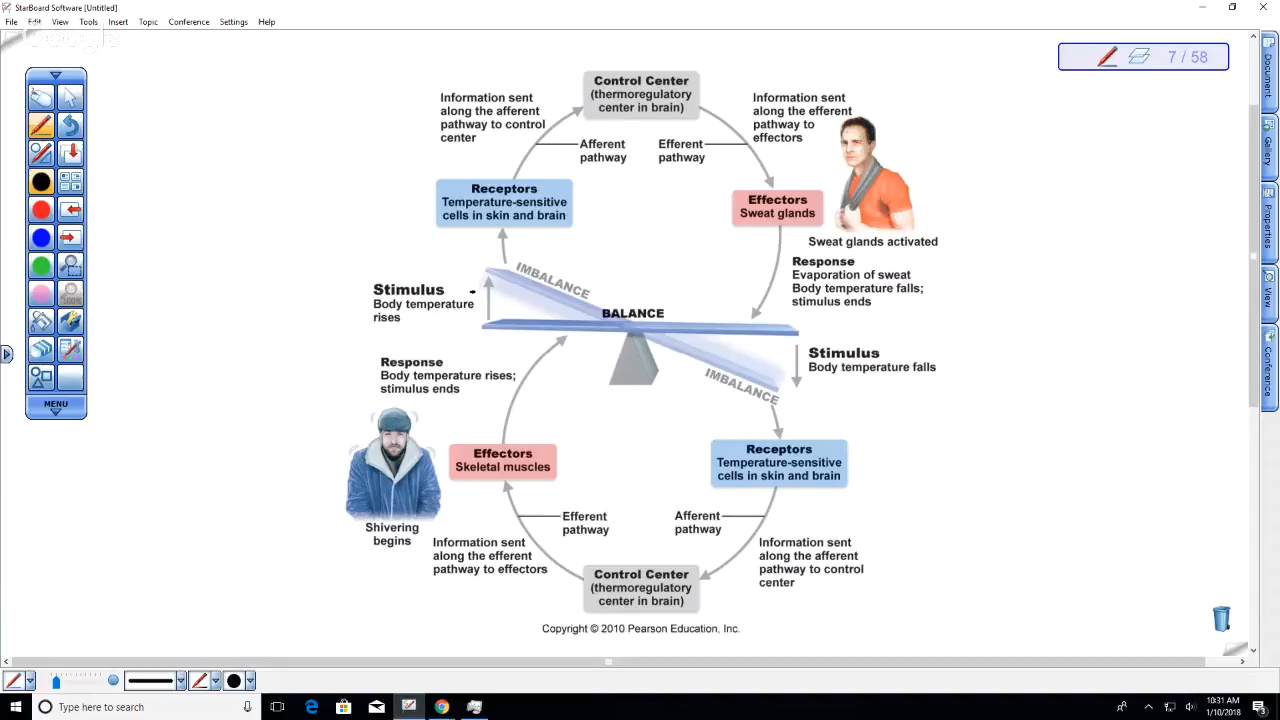 StarBoard Software [Untitled]
File Edit View Tools Insert Topic Conference Settings Help
7 / 58
MENU
Document
Gallery
Properties
View
Conference
Control Center
(thermoregulatory
center in brain)
Information sent
along the afferent
pathway to control
center
Afferent
pathway
Efferent
pathway
Information sent
along the efferent
pathway to
effectors
Receptors
Temperature-sensitive
cells in skin and brain
Effectors
Sweat glands
Sweat glands activated
Response
Evaporation of sweat
Body temperature falls;
stimulus ends
Stimulus
Body temperature
rises
IMBALANCE
BALANCE
IMBALANCE
Stimulus
Body temperature falls
Response
Body temperature rises;
stimulus ends
Effectors
Skeletal muscles
Receptors
Temperature-sensitive
cells in skin and brain
Shivering
begins
Efferent
pathway
Afferent
pathway
Information sent
along the efferent
pathway to effectors
Information sent
along the afferent
pathway to control
center
Control Center
(thermoregulatory
center in brain)
Copyright © 2010 Pearson Education, Inc.
Type here to search
10:31 AM
1/10/2018